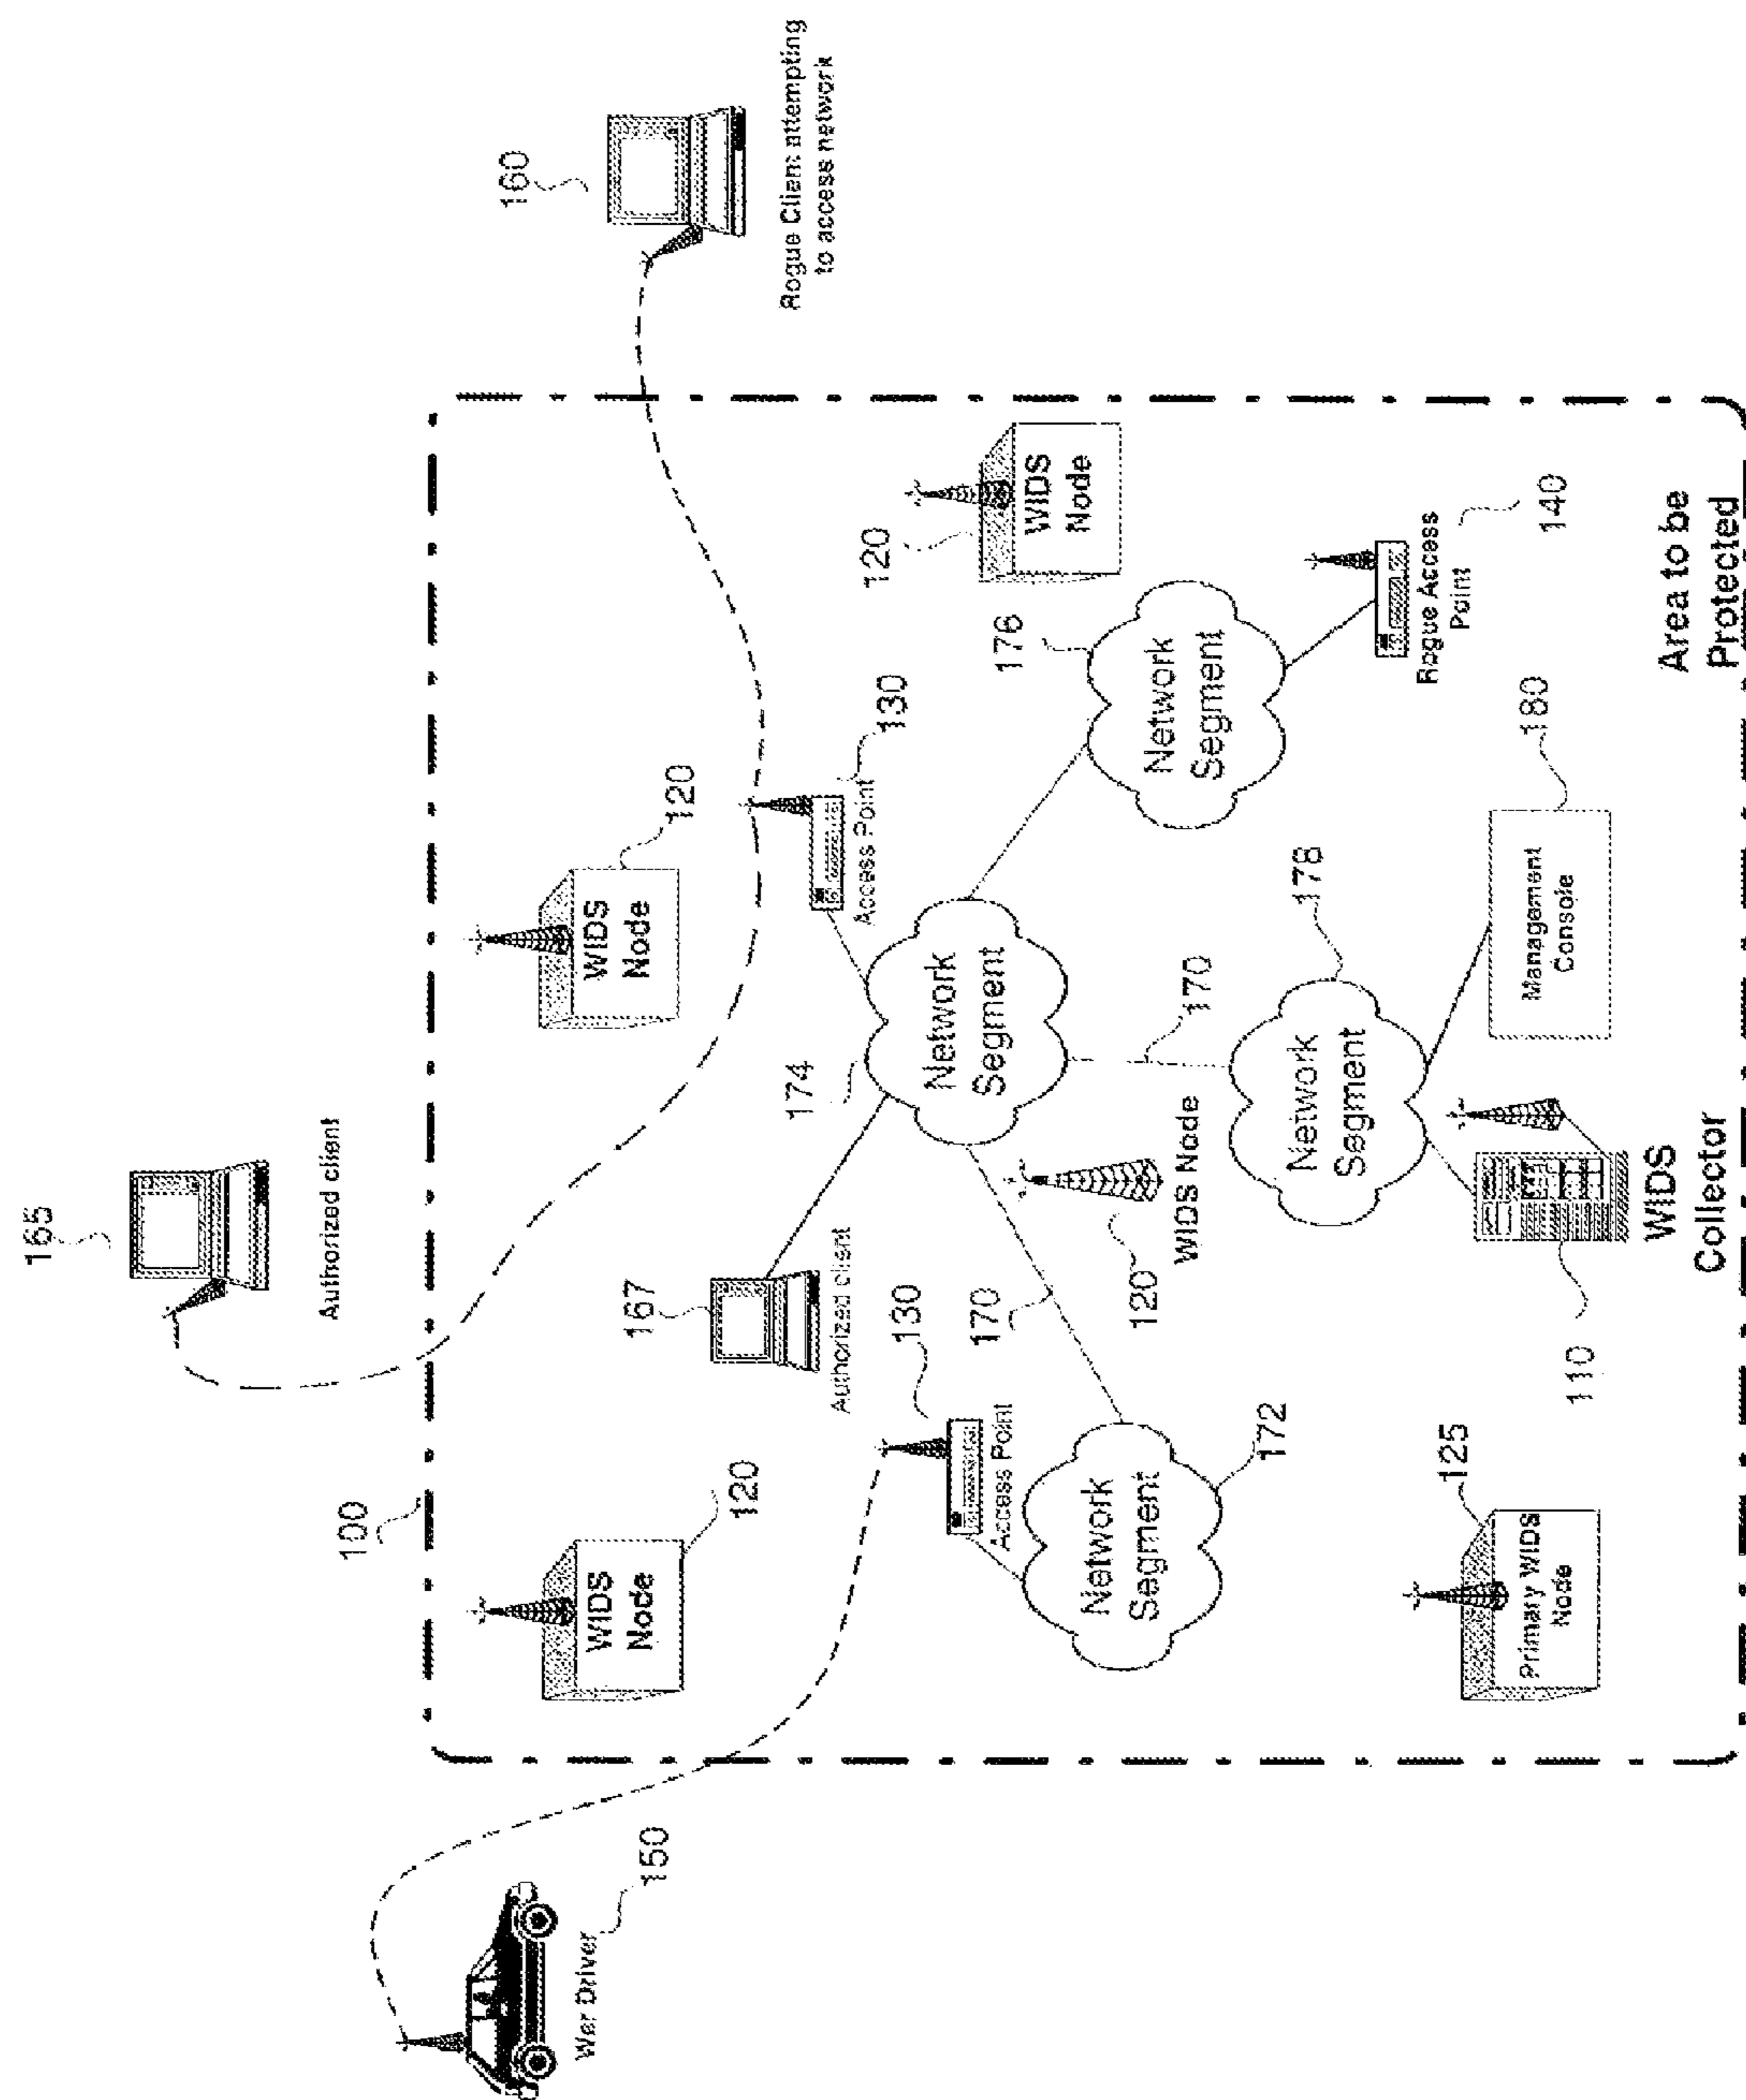 165
Authorized client
160
Rogue Client attempting
to access network
100
WIDS
Node
120
WIDS
Node
120
War Driver
150
167
Authorized client
130
Access Point
130
Access Point
120
WIDS
Node
174
Network
Segment
176
Network
Segment
170
120
WIDS Node
170
Network
Segment
172
178
Network
Segment
Rogue Access
Point
140
125
Primary WIDS
Node
110
WIDS
Collector
Management
Console
180
Area to be
Protected